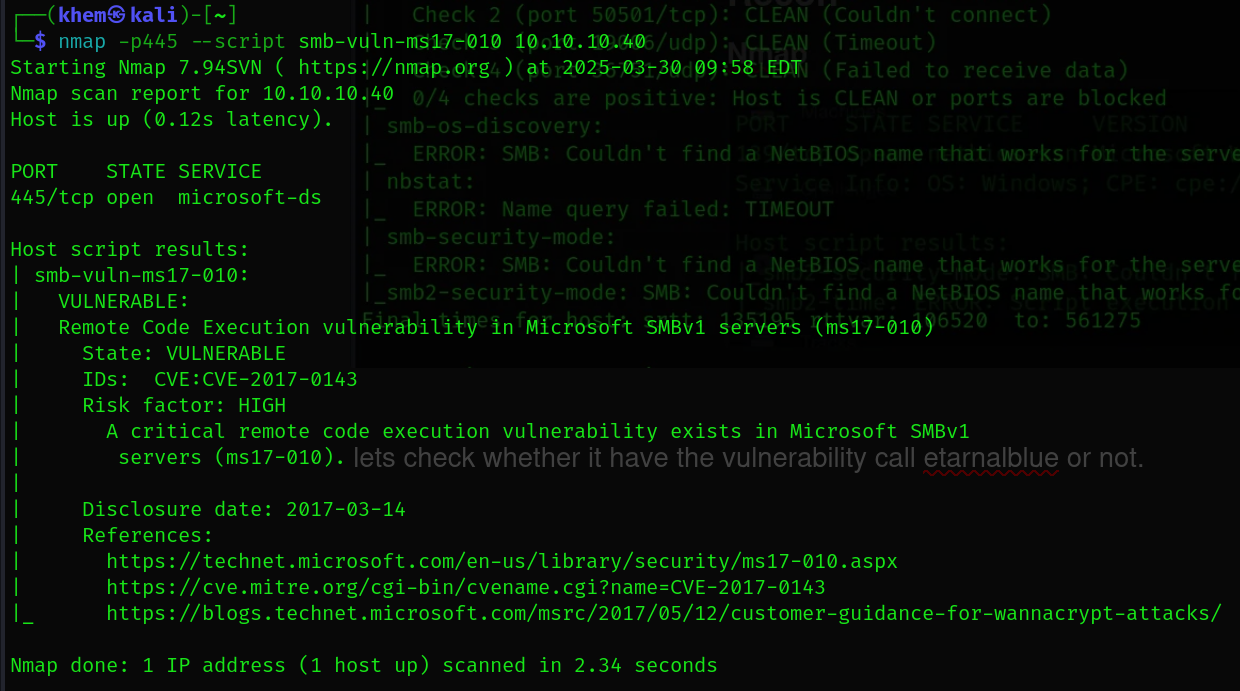 ┌──(khem㉿kali)-[~]
└─$ nmap -p445 --script smb-vuln-ms17-010 10.10.10.40
Starting Nmap 7.94SVN ( https://nmap.org ) at 2025-03-30 09:58 EDT
Nmap scan report for 10.10.10.40
Host is up (0.12s latency).
PORT    STATE SERVICE
445/tcp open  microsoft-ds
Host script results:
| smb-vuln-ms17-010:
|   VULNERABLE:
|   Remote Code Execution vulnerability in Microsoft SMBv1 servers (ms17-010)
|     State: VULNERABLE
|     IDs:  CVE:CVE-2017-0143
|     Risk factor: HIGH
|       A critical remote code execution vulnerability exists in Microsoft SMBv1
|        servers (ms17-010).
|
|     Disclosure date: 2017-03-14
|     References:
|       https://technet.microsoft.com/en-us/library/security/ms17-010.aspx
|       https://cve.mitre.org/cgi-bin/cvename.cgi?name=CVE-2017-0143
|_      https://blogs.technet.microsoft.com/msrc/2017/05/12/customer-guidance-for-wannacrypt-attacks/
Nmap done: 1 IP address (1 host up) scanned in 2.34 seconds
|   Check 2 (port 50501/tcp): CLEAN (Couldn't connect)
CLEAN (Timeout)
CLEAN (Failed to receive data)
|_  0/4 checks are positive: Host is CLEAN or ports are blocked
| smb-os-discovery:
|_  ERROR: SMB: Couldn't find a NetBIOS name that works for the serve
| nbstat:
|_  ERROR: Name query failed: TIMEOUT
| smb-security-mode:
|_  ERROR: SMB: Couldn't find a NetBIOS name that works for the serve
|_smb2-security-mode: SMB: Couldn't find a NetBIOS name that works fo
Final times for host: srtt: 135195 rttvar: 106520  to: 561275
Nmap
PORT    STATE SERVICE    VERSION
Service Info: OS: Windows; CPE: cpe:/
Host script results:
lets check whether it have the vulnerability call etarnalblue or not.